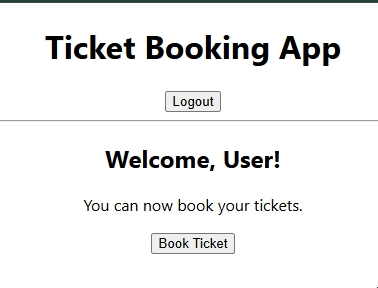 Ticket Booking App
Logout
Welcome, User!
You can now book your tickets.
Book Ticket